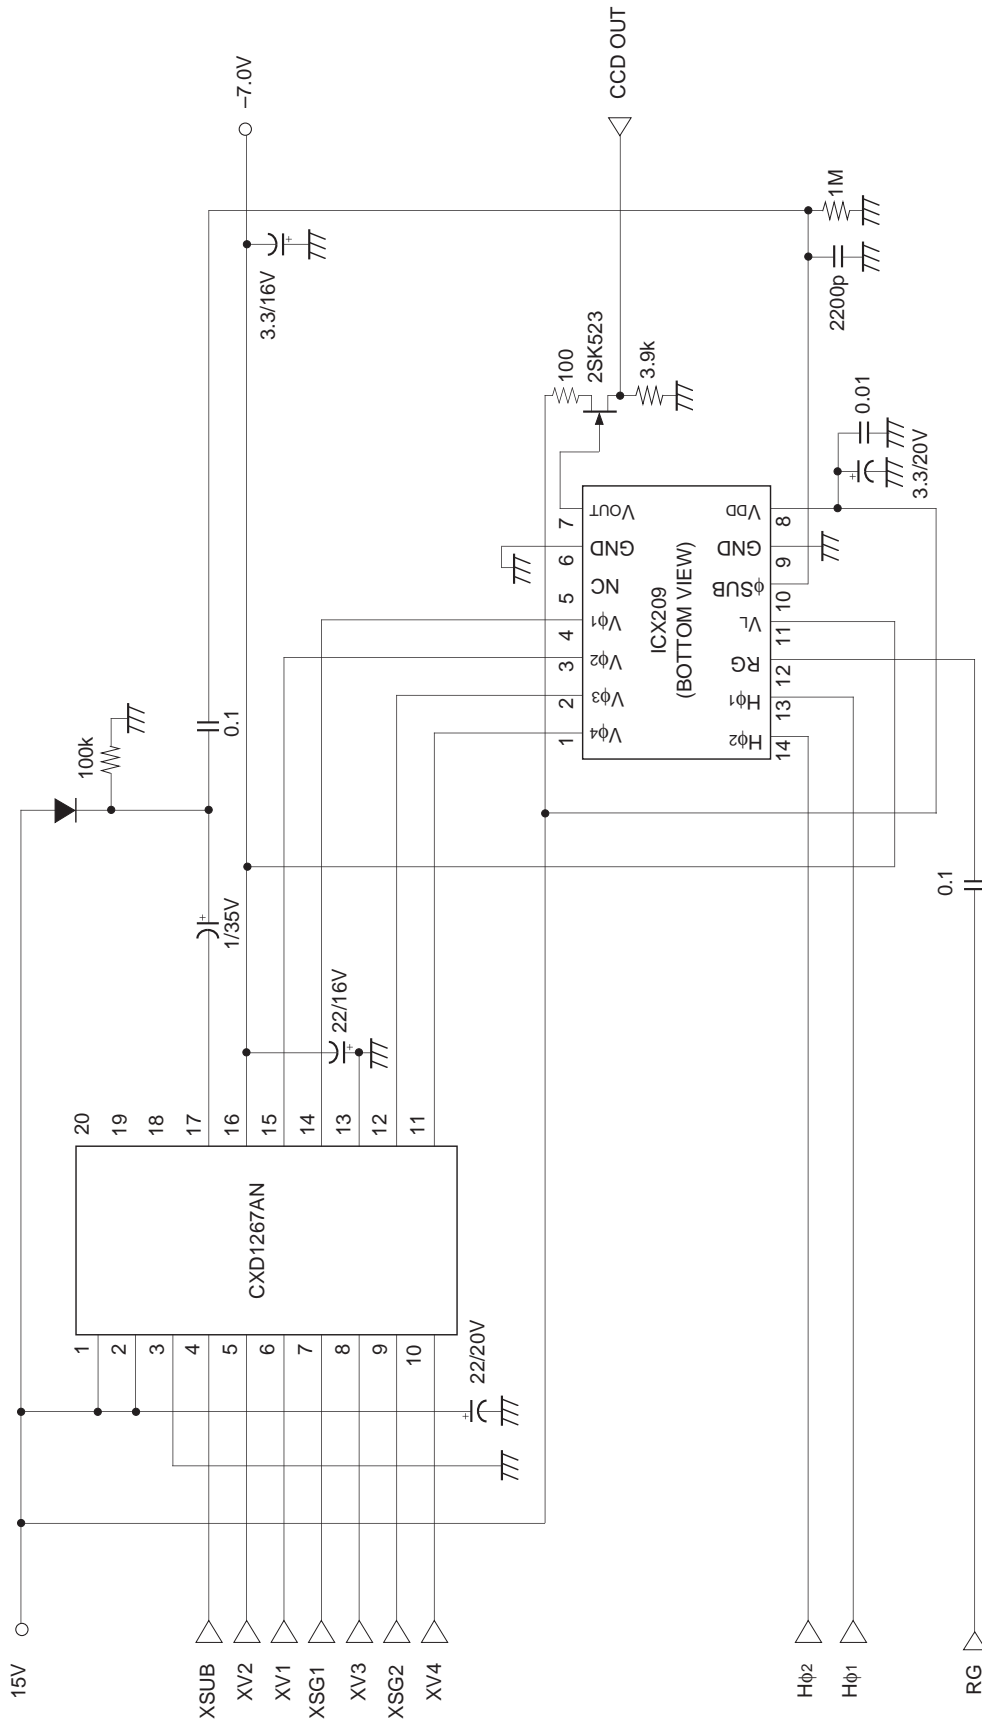 15V
XSUB
XV2
XV1
XSG1
XV3
XSG2
XV4
Hϕ2
Hϕ1
RG
1
2
3
4
5
6
7
8
9
10
22/20V
CXD1267AN
20
19
18
17
16
15
14
13
12
11
22/16V
+
1/35V
+
100k
0.1
3.3/16V
+
–7.0V
ICX209
(BOTTOM VIEW)
1
2
3
4
5
6
7
Vϕ4
Vϕ3
Vϕ2
Vϕ1
NC
GND
VOUT
Hϕ2
Hϕ1
RG
VL
ϕSUB
GND
VDD
14
13
12
11
10
9
8
100
2SK523
3.9k
CCD OUT
3.3/20V
+
0.01
2200p
1M
0.1
+